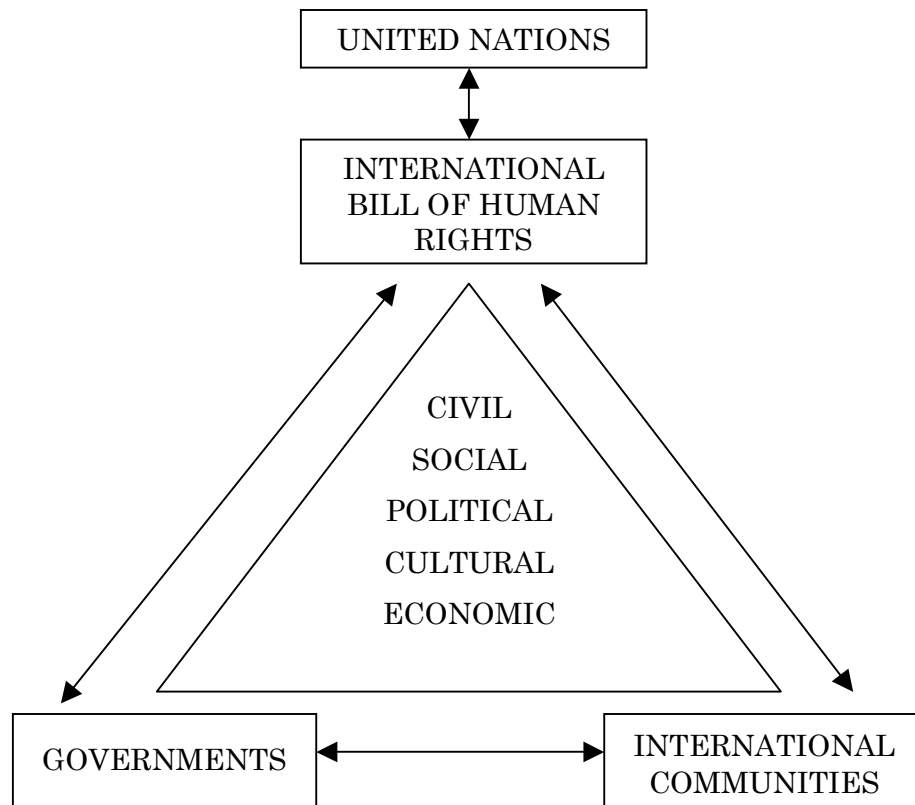 UNITED NATIONS
INTERNATIONAL
BILL OF HUMAN
RIGHTS
CIVIL
SOCIAL
POLITICAL
CULTURAL
ECONOMIC
GOVERNMENTS
INTERNATIONAL
COMMUNITIES